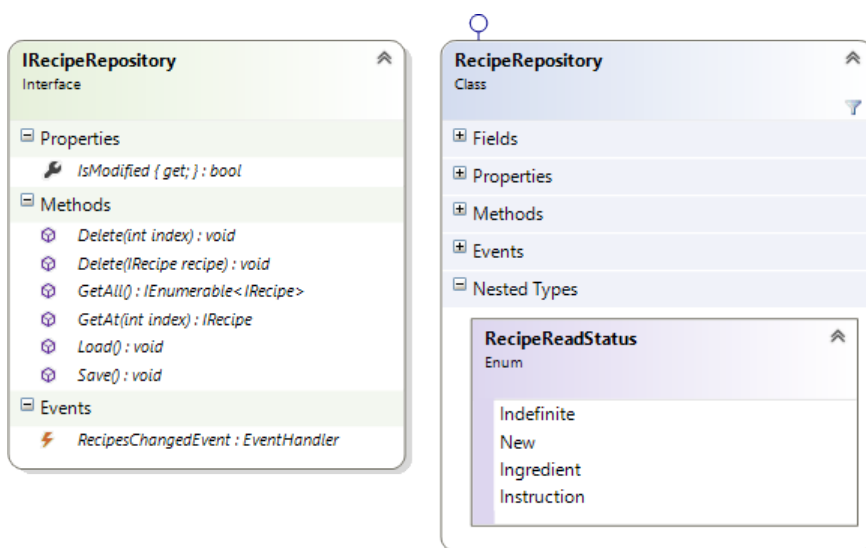 IRecipeRepository
Interface
Properties
IsModified { get; } : bool
Methods
Delete(int index) : void
Delete(IRecipe recipe) : void
GetAll() : IEnumerable<IRecipe>
GetAt(int index) : IRecipe
Load() : void
Save() : void
Events
RecipesChangedEvent : EventHandler
RecipeRepository
Class
Fields
Properties
Methods
Events
Nested Types
RecipeReadStatus
Enum
Indefinite
New
Ingredient
Instruction